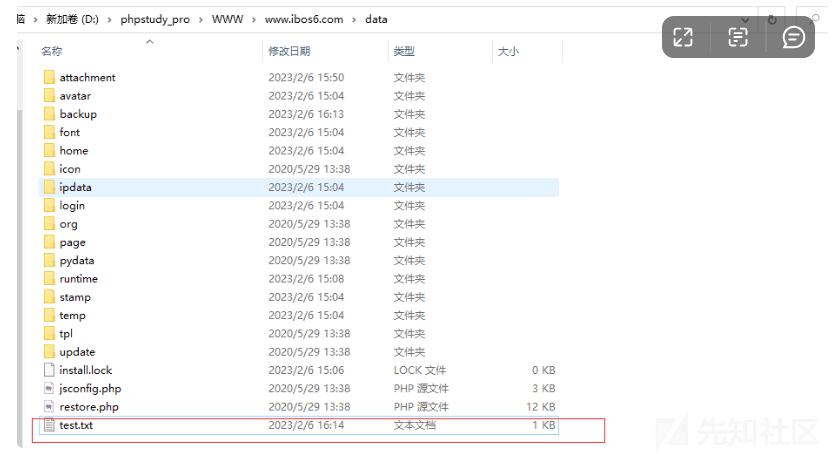 脑 › 新加卷 (D:) › phpstudy_pro › WWW › www.ibos6.com › data
名称 修改日期 类型 大小
attachment 2023/2/6 15:50 文件夹
avatar 2023/2/6 15:04 文件夹
backup 2023/2/6 16:13 文件夹
font 2023/2/6 15:04 文件夹
home 2023/2/6 15:04 文件夹
icon 2020/5/29 13:38 文件夹
ipdata 2023/2/6 15:04 文件夹
login 2023/2/6 15:04 文件夹
org 2020/5/29 13:38 文件夹
page 2020/5/29 13:38 文件夹
pydata 2020/5/29 13:38 文件夹
runtime 2023/2/6 15:08 文件夹
stamp 2023/2/6 15:04 文件夹
temp 2023/2/6 15:04 文件夹
tpl 2020/5/29 13:38 文件夹
update 2020/5/29 13:38 文件夹
install.lock 2023/2/6 15:06 LOCK 文件 0 KB
jsconfig.php 2020/5/29 13:38 PHP 源文件 3 KB
restore.php 2020/5/29 13:38 PHP 源文件 12 KB
test.txt 2023/2/6 16:14 文本文档 1 KB
先知社区